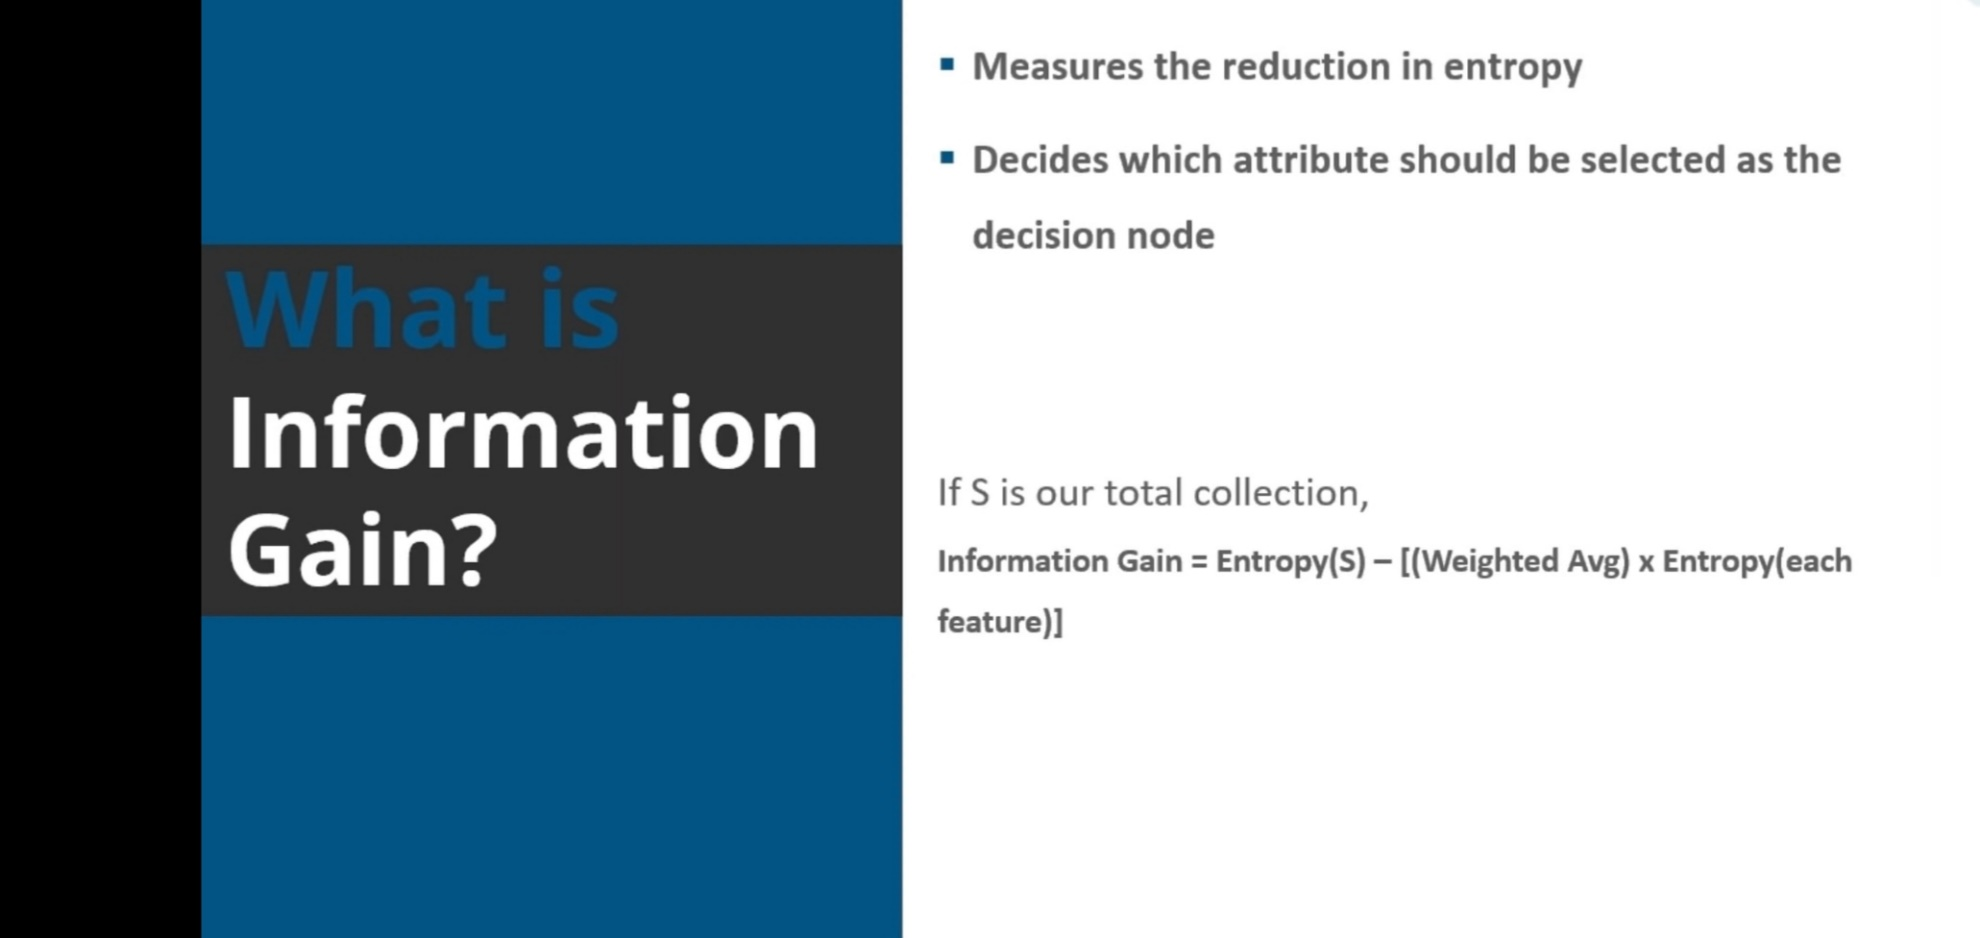 What is
Information
Gain?
▪ Measures the reduction in entropy
▪ Decides which attribute should be selected as the
decision node
If S is our total collection,
Information Gain = Entropy(S) – [(Weighted Avg) x Entropy(each
feature)]